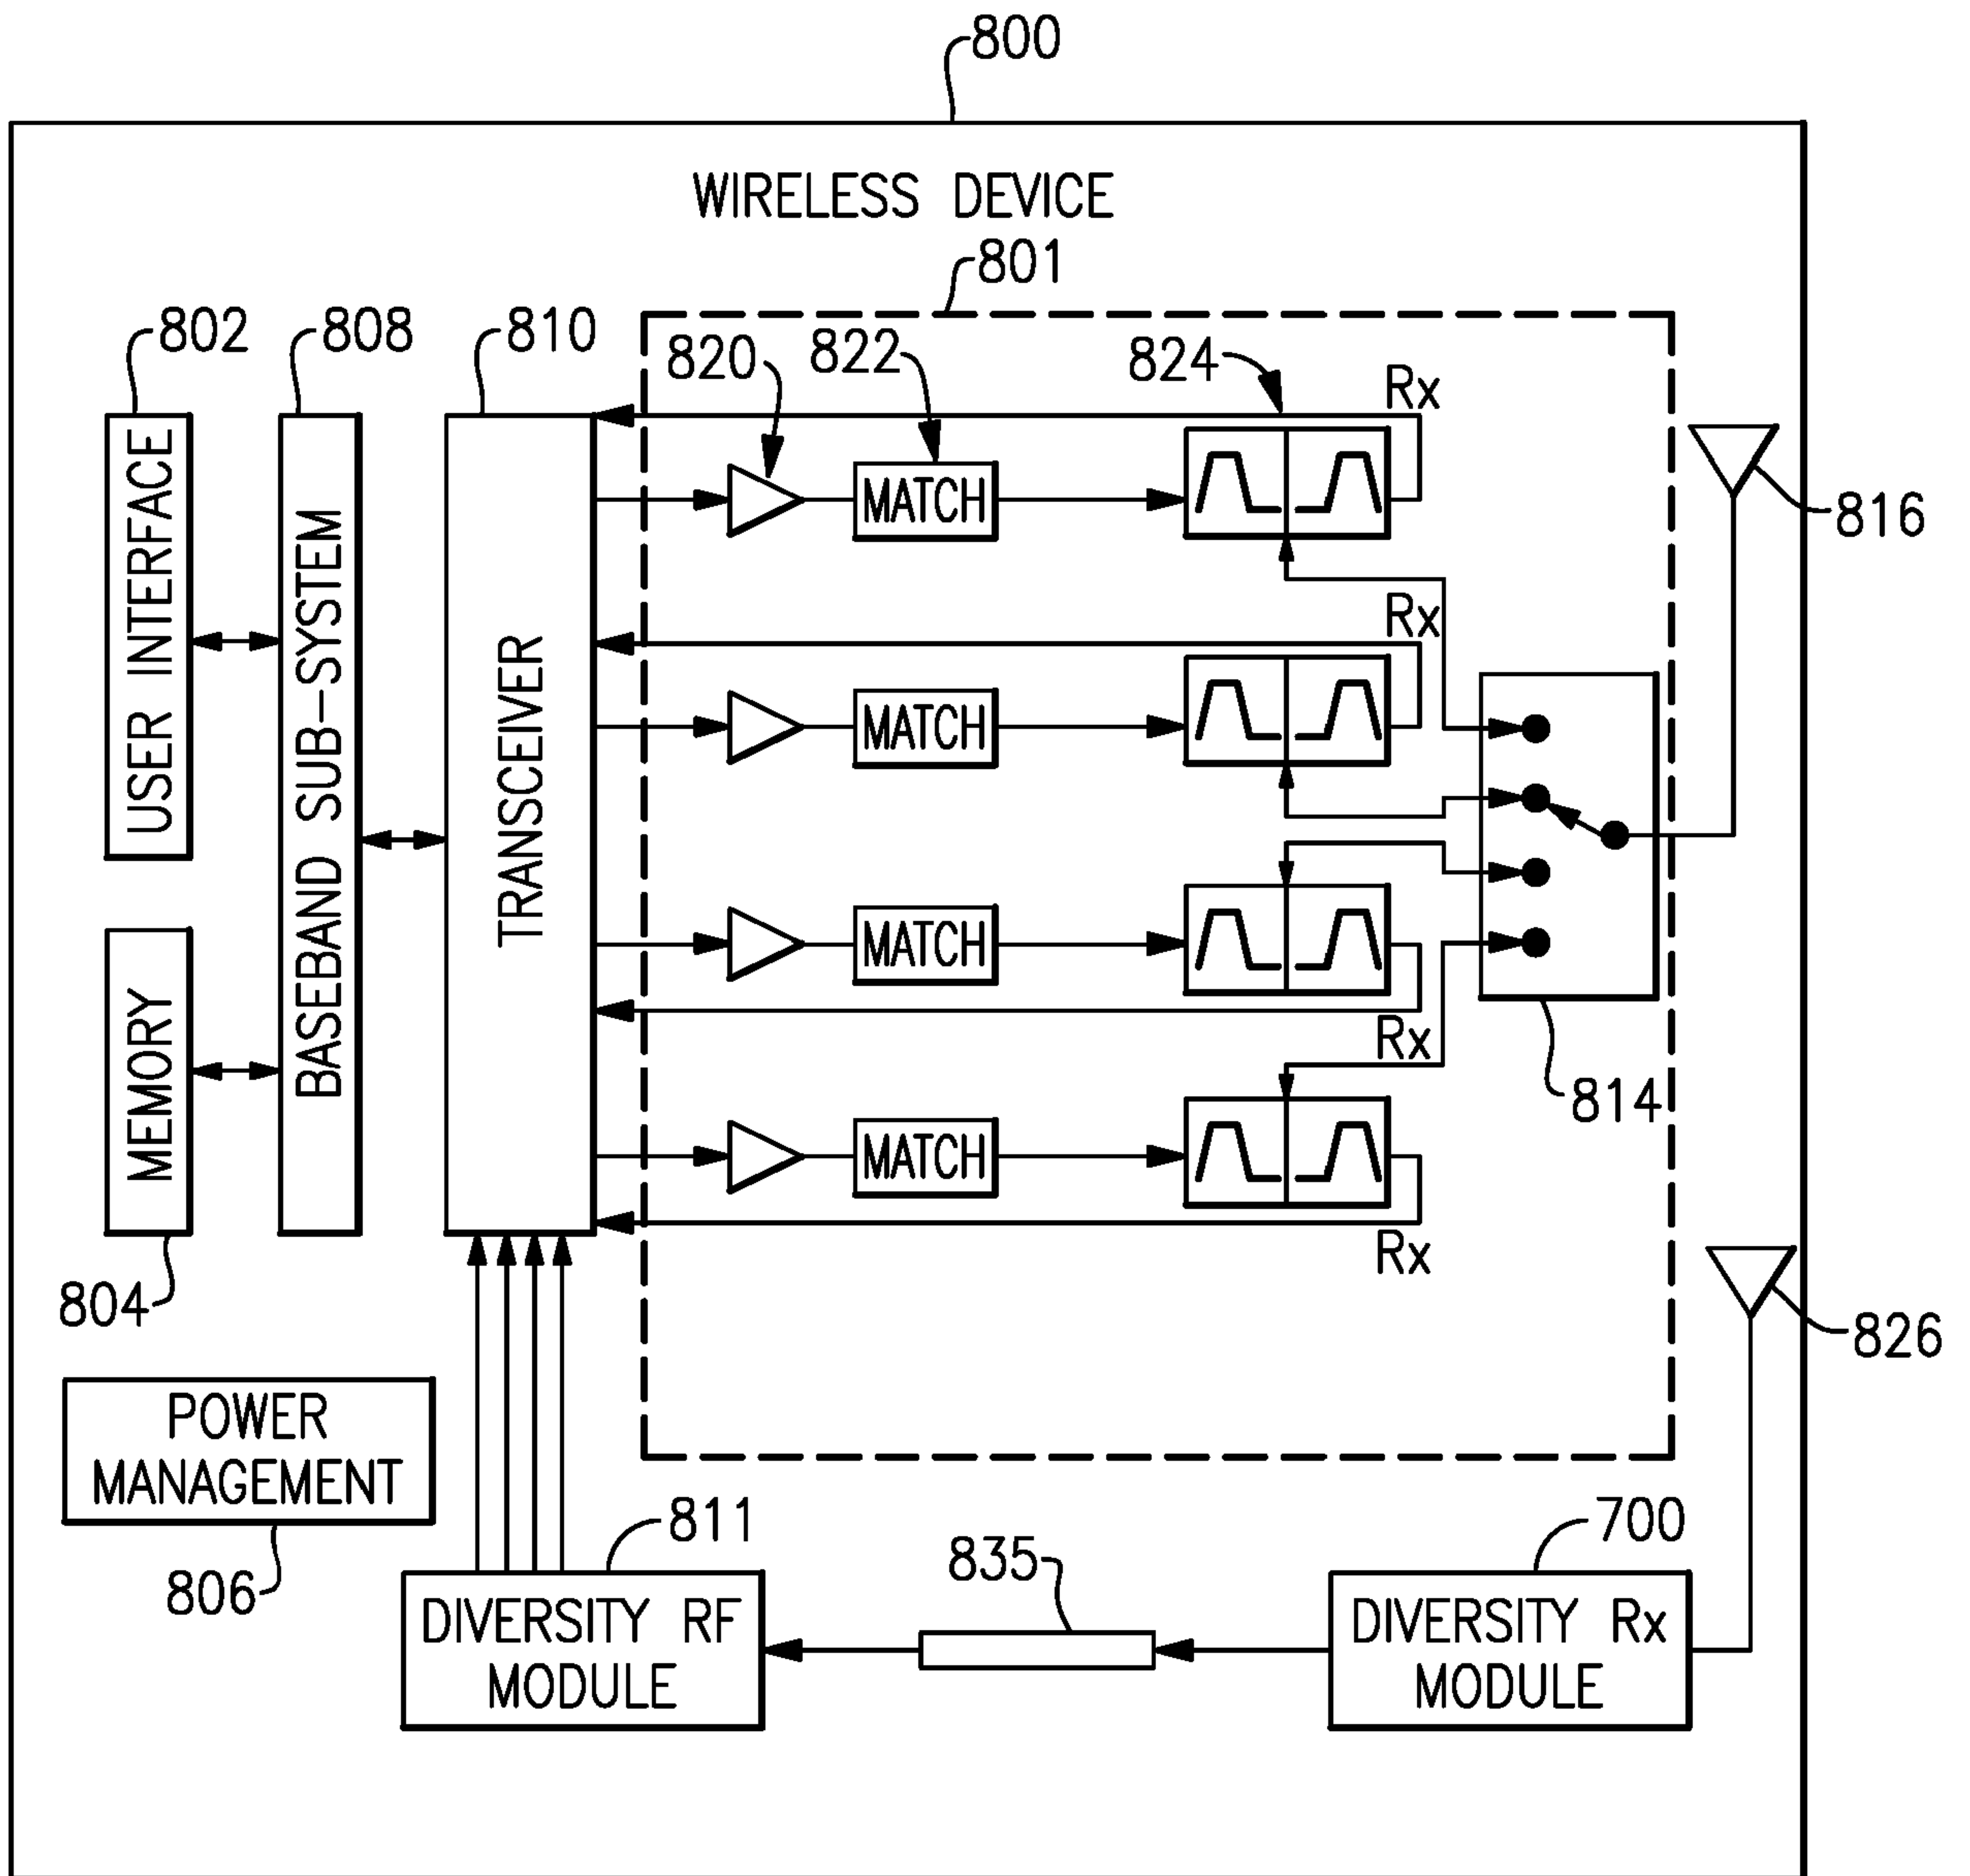 800
WIRELESS DEVICE
801
802
808
810
820
822
824
Rx
USER INTERFACE
BASEBAND SUB-SYSTEM
TRANSCEIVER
MATCH
816
Rx
MATCH
MATCH
MEMORY
Rx
814
MATCH
Rx
804
826
POWER
MANAGEMENT
806
811
835
700
DIVERSITY RF
MODULE
DIVERSITY Rx
MODULE